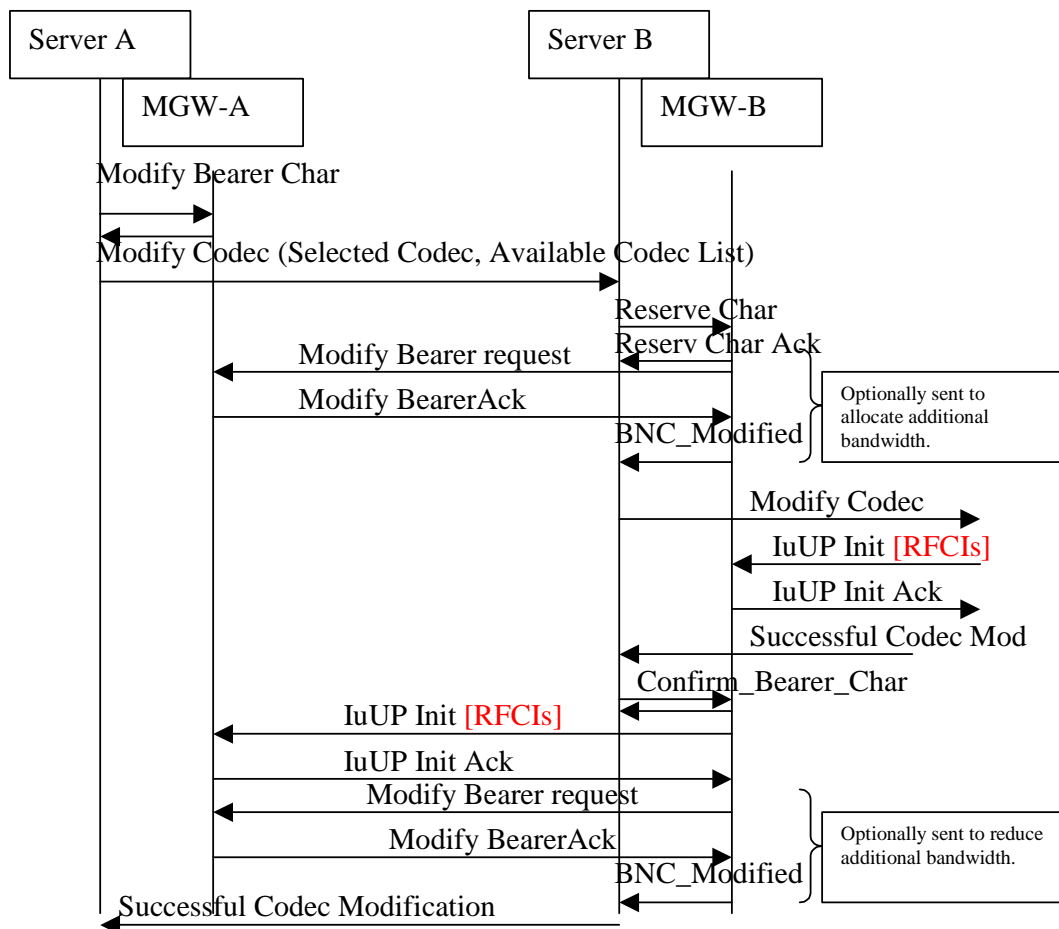 Server A
Server B
MGW-A
MGW-B
Modify Bearer Char
Modify Codec (Selected Codec, Available Codec List)
Reserve Char
Reserv Char Ack
Modify Bearer request
Optionally sent to
allocate additional
bandwidth.
Modify BearerAck
BNC_Modified
Modify Codec
IuUP Init [RFCIs]
IuUP Init Ack
Successful Codec Mod
Confirm_Bearer_Char
IuUP Init [RFCIs]
IuUP Init Ack
Modify Bearer request
Optionally sent to reduce
additional bandwidth.
Modify BearerAck
BNC_Modified
Successful Codec Modification